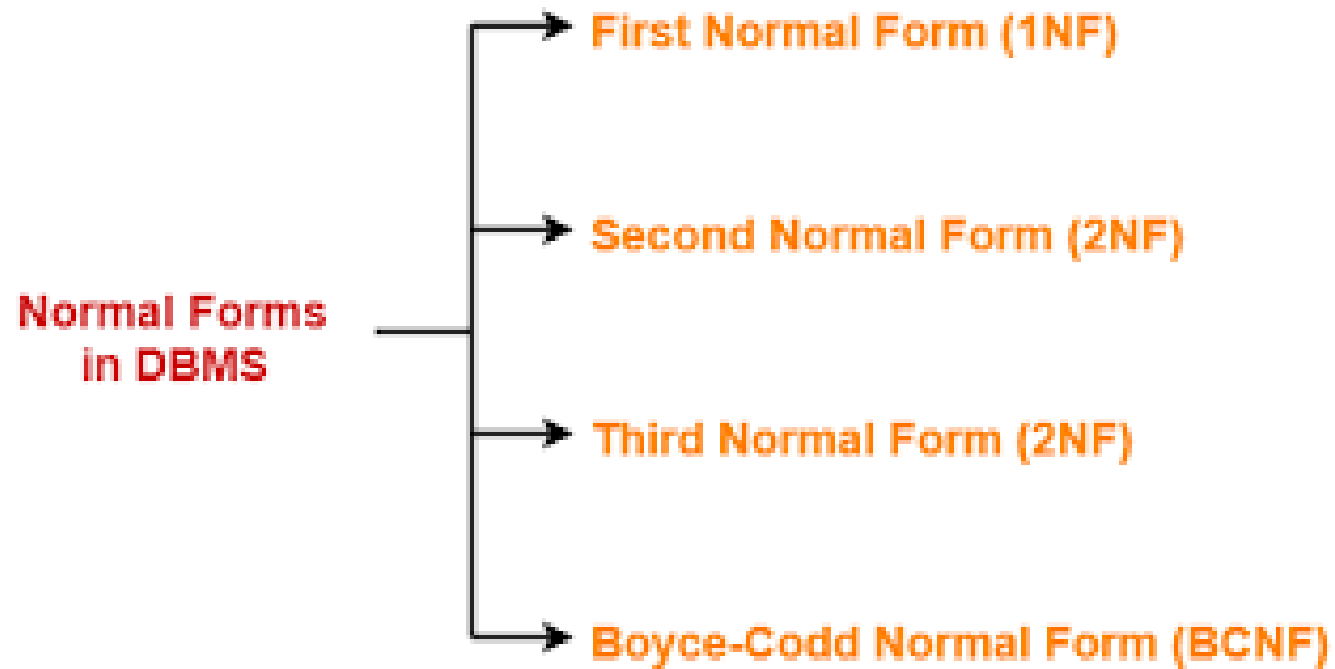 First Normal Form (1NF)
Second Normal Form (2NF)
Normal Forms
in DBMS
Third Normal Form (2NF)
Boyce-Codd Normal Form (BCNF)